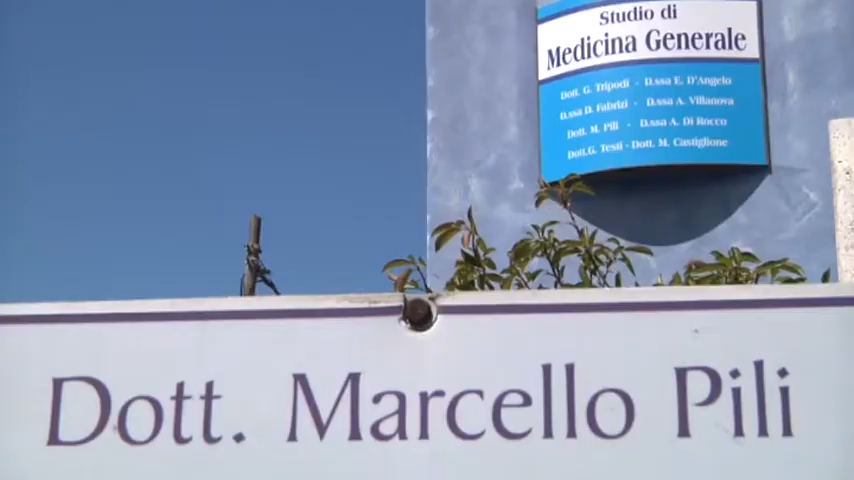 Studio di
Medicina Generale
Dott. G. Tripodi - D.ssa E. D'Angelo
D.ssa D. Fabrizi - D.ssa A. Villanova
Dott. M. Pili - D.ssa A. Di Rocco
Dott.G. Testi - Dott. M. Castiglione
Dott. Marcello Pili